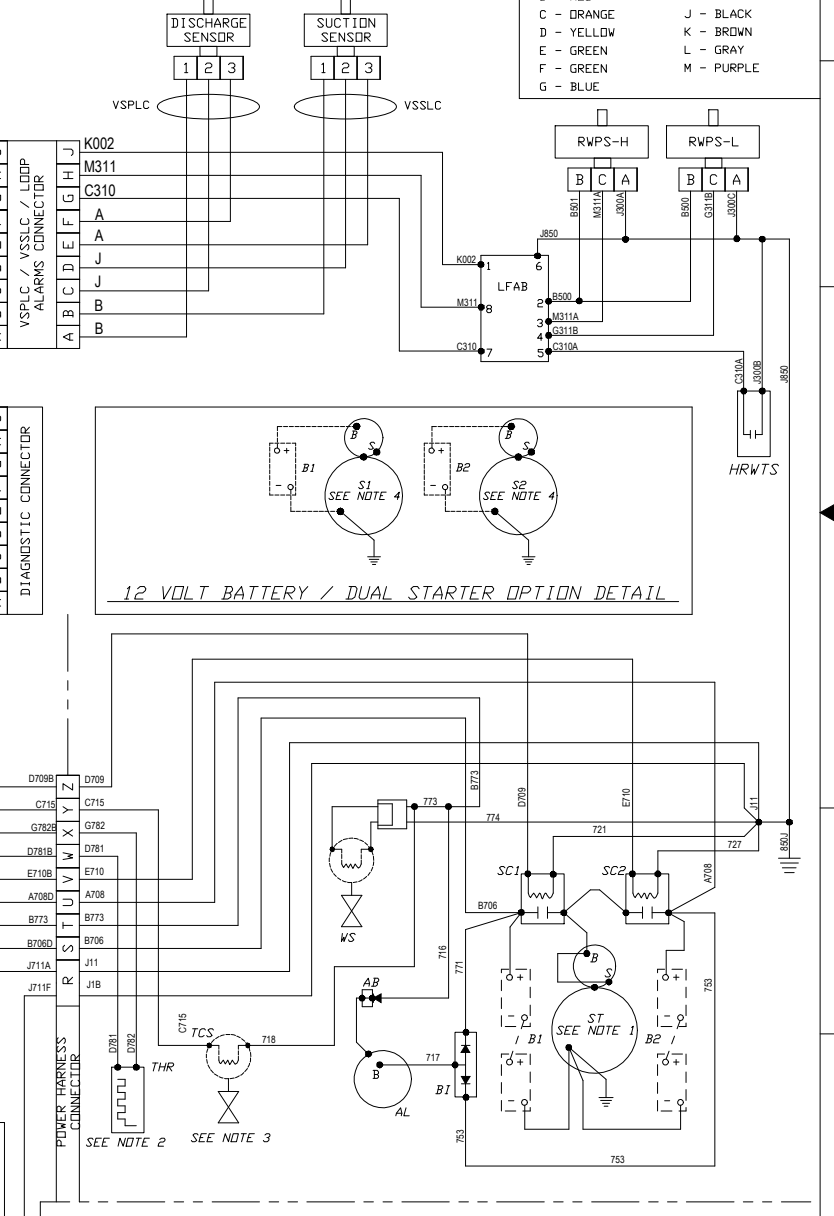 DISCHARGE
SENSOR
SUCTION
SENSOR
1 2 3
1 2 3
VSPLC
VSSLC
C - ORANGE
D - YELLOW
E - GREEN
F - GREEN
G - BLUE
J - BLACK
K - BROWN
L - GRAY
M - PURPLE
RWPS-H
RWPS-L
B C A
B C A
B501
M311A
J300A
B500
G311B
J300C
VSPLC / VSSLC / LOOP
ALARMS CONNECTOR
J K002
H M311
G C310
F A
E A
D J
C J
B B
A B
J850
K002
1
6
LFAB
M311
8
2 B500
3 M311A
4 G311B
C310
7
5 C310A
C310A
J300B
J850
HRWTS
DIAGNOSTIC CONNECTOR
B
S
+
-
B1
S1
SEE NOTE 4
B
S
+
-
B2
S2
SEE NOTE 4
12 VOLT BATTERY / DUAL STARTER OPTION DETAIL
D709B Z D709
C715 Y C715
G782B X G782
D781B W D781
E710B V E710
A708D U A708
B773 T B773
B706D S B706
J711A R J11
J711F J1B
POWER HARNESS
CONNECTOR
773
B773
774
D709
E710
J11
721
727
850J
SC1
SC2
A708
B706
WS
716
771
753
AB
B
S
ST
SEE NOTE 1
+
-
+
-
/ B1
+
-
+
-
B2 /
D781
D782
THR
SEE NOTE 2
C715
TCS
718
SEE NOTE 3
B
717
AL
BI
753
753